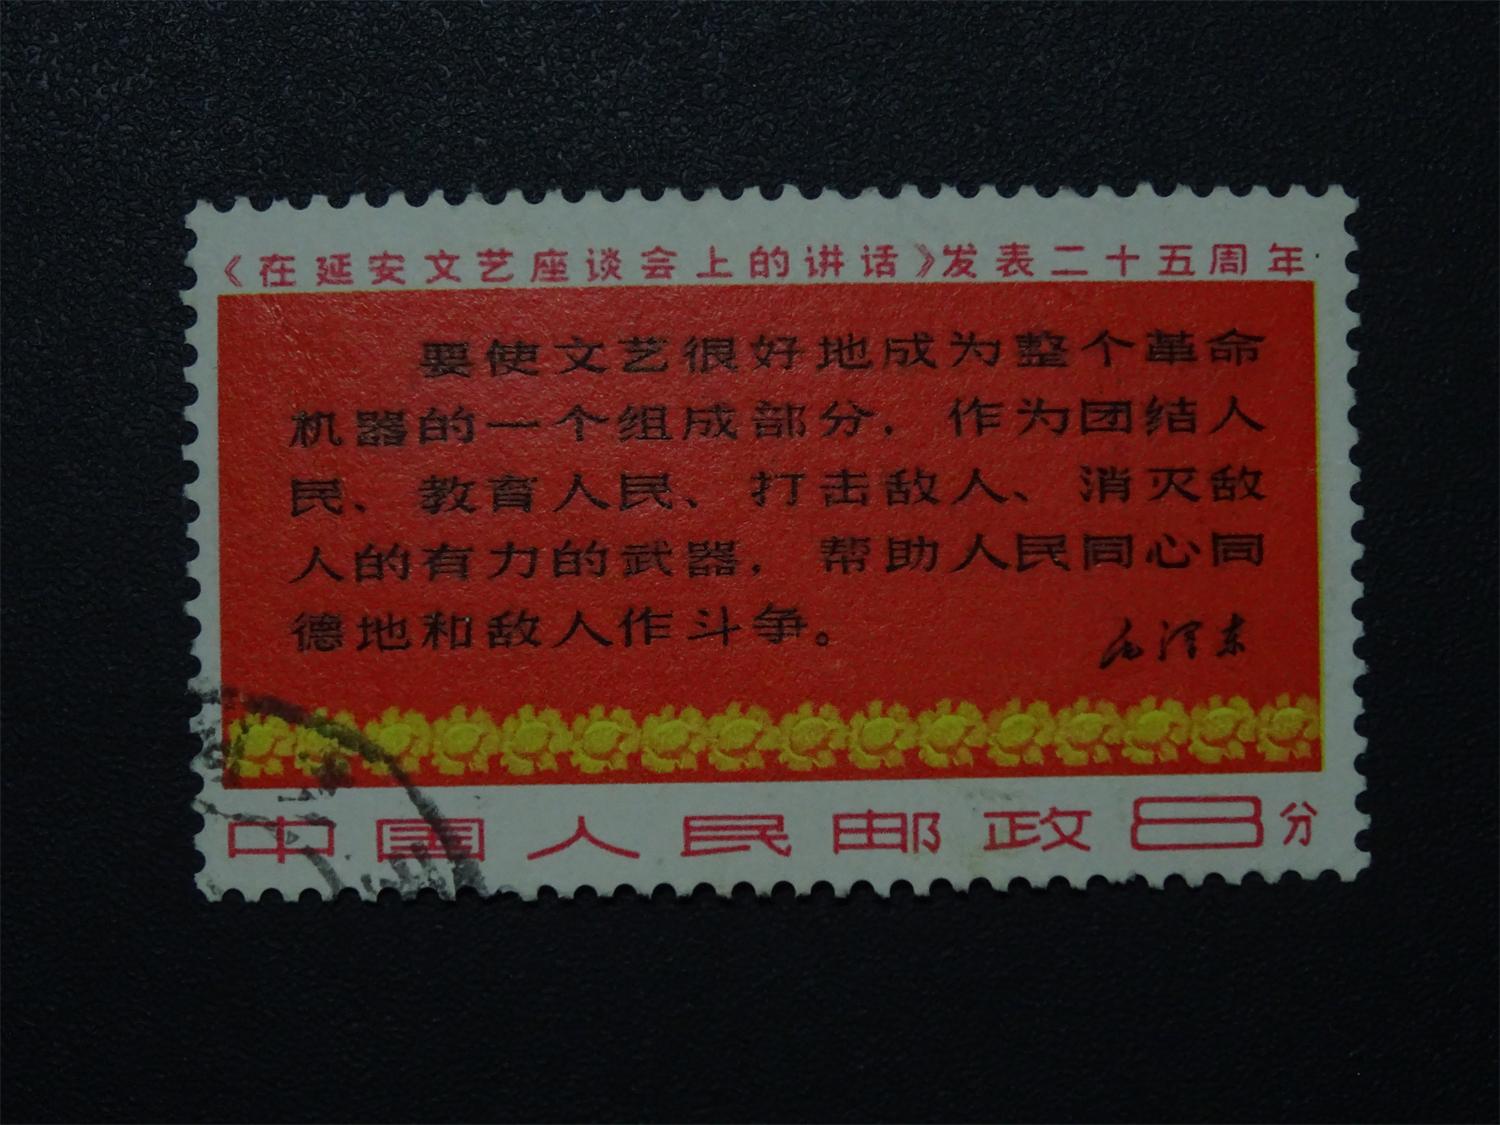 《在延安文艺座谈会上的讲话》发表二十五周年
要使文艺很好地成为整个革命
机器的一个组成部分，作为团结人
民、教育人民、打击敌人、消灭敌
人的有力的武器，帮助人民同心同
德地和敌人作斗争。
毛泽东
中国人民邮政8分